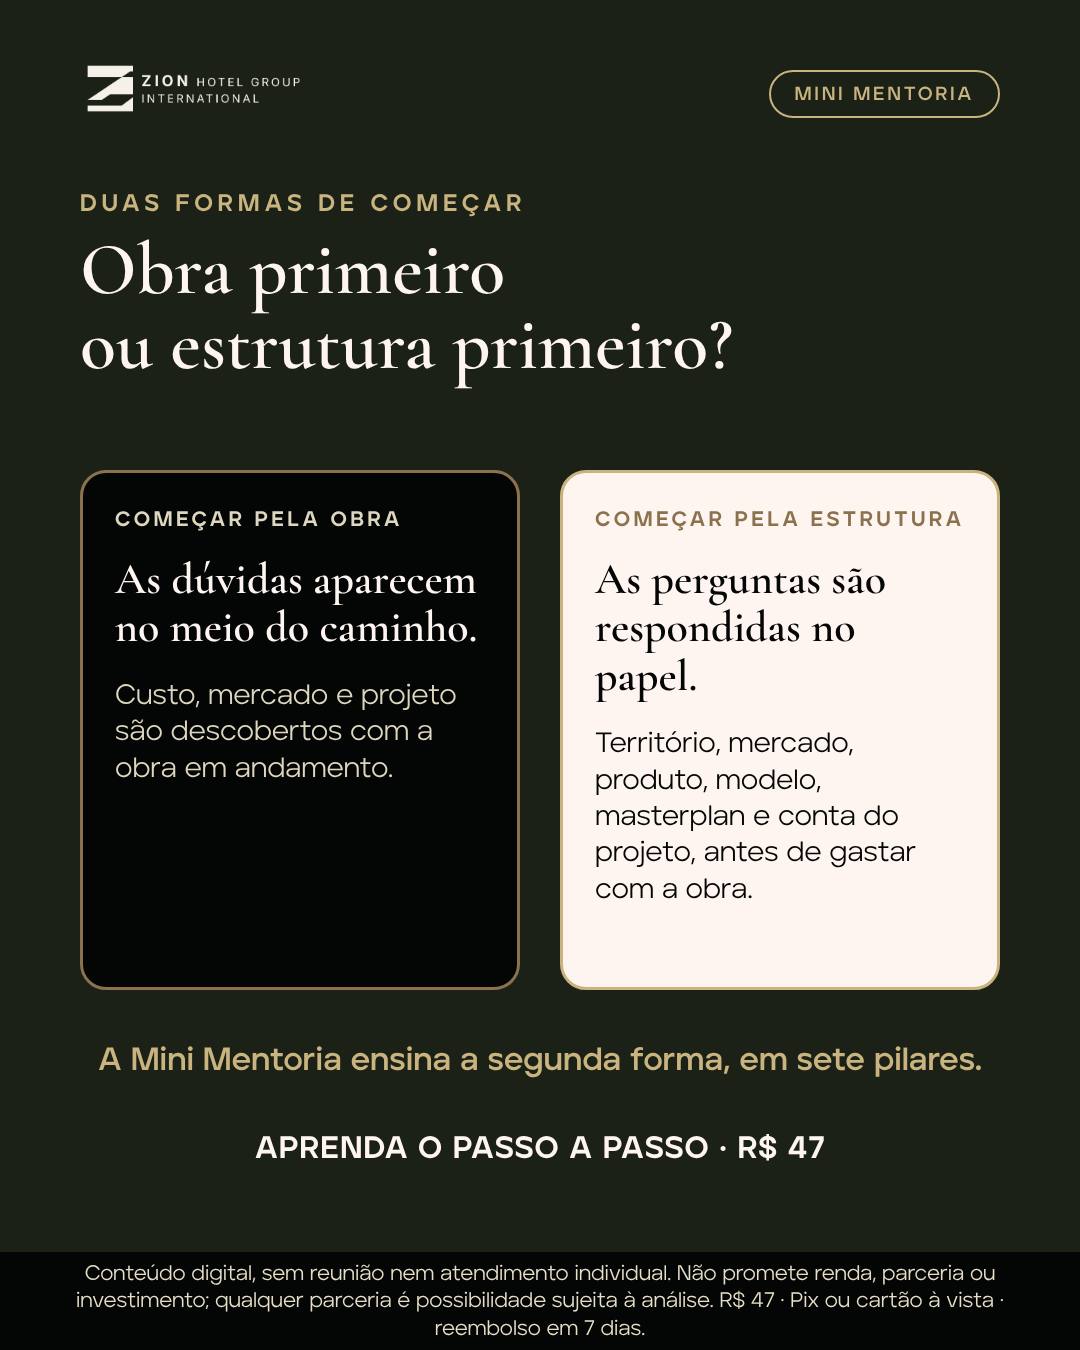 ZION HOTEL GROUP
INTERNATIONAL
MINI MENTORIA
DUAS FORMAS DE COMEÇAR
Obra primeiro
ou estrutura primeiro?
COMEÇAR PELA OBRA
As dúvidas aparecem
no meio do caminho.
Custo, mercado e projeto
são descobertos com a
obra em andamento.
COMEÇAR PELA ESTRUTURA
As perguntas são
respondidas no
papel.
Território, mercado,
produto, modelo,
masterplan e conta do
projeto, antes de gastar
com a obra.
A Mini Mentoria ensina a segunda forma, em sete pilares.
APRENDA O PASSO A PASSO · R$ 47
Conteúdo digital, sem reunião nem atendimento individual. Não promete renda, parceria ou
investimento; qualquer parceria é possibilidade sujeita à análise. R$ 47 · Pix ou cartão à vista ·
reembolso em 7 dias.